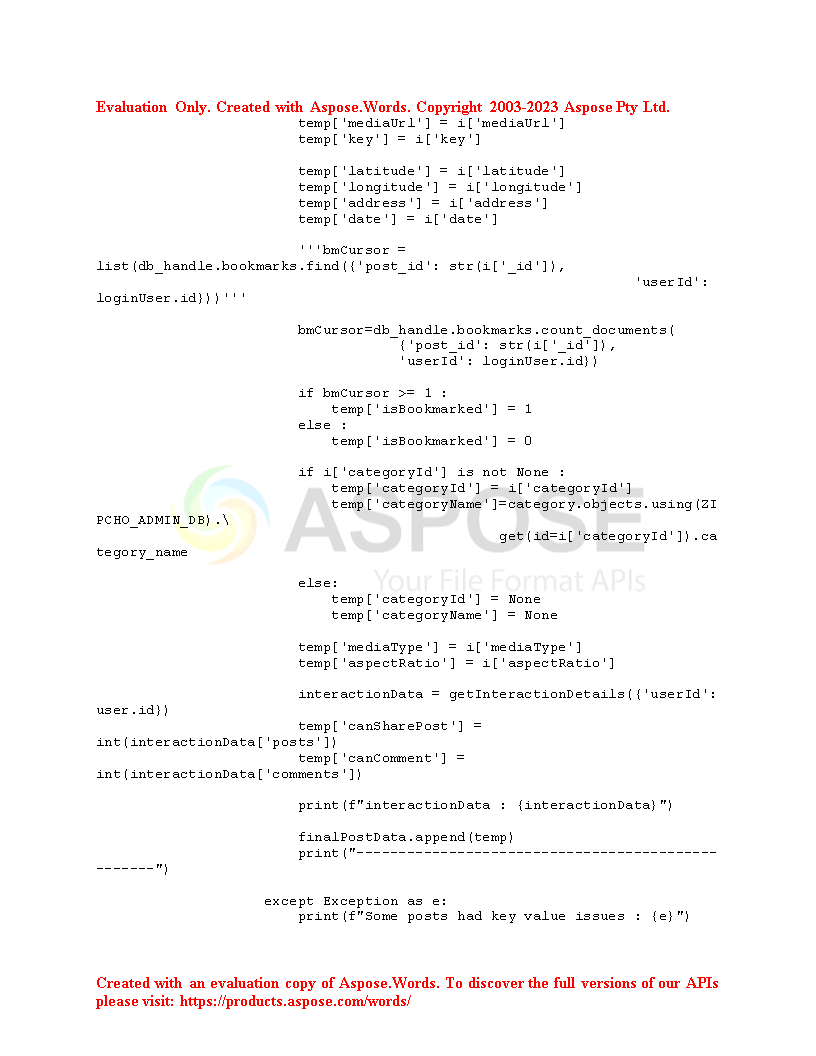 Evaluation Only. Created with Aspose.Words. Copyright 2003-2023 Aspose Pty Ltd.
temp['mediaUrl'] = i['mediaUrl']
temp['key'] = i['key']
temp['latitude'] = i['latitude']
temp['longitude'] = i['longitude']
temp['address'] = i['address']
temp['date'] = i['date']
'''bmCursor =
list(db_handle.bookmarks.find({'post_id': str(i['_id']),
'userId':
loginUser.id}))'''
bmCursor=db_handle.bookmarks.count_documents(
{'post_id': str(i['_id']),
'userId': loginUser.id})
if bmCursor >= 1 :
temp['isBookmarked'] = 1
else :
temp['isBookmarked'] = 0
if i['categoryId'] is not None :
temp['categoryId'] = i['categoryId']
temp['categoryName']=category.objects.using(ZI
PCHO_ADMIN_DB).\
get(id=i['categoryId']).ca
tegory_name
ASPOSE
Your File Format APIs
else:
temp['categoryId'] = None
temp['categoryName'] = None
temp['mediaType'] = i['mediaType']
temp['aspectRatio'] = i['aspectRatio']
interactionData = getInteractionDetails({'userId':
user.id})
temp['canSharePost'] =
int(interactionData['posts'])
temp['canComment'] =
int(interactionData['comments'])
print(f"interactionData : {interactionData}")
finalPostData.append(temp)
print("-------------------------------------------
-------")
except Exception as e:
print(f"Some posts had key value issues : {e}")
Created with an evaluation copy of Aspose.Words. To discover the full versions of our APIs
please visit: https://products.aspose.com/words/